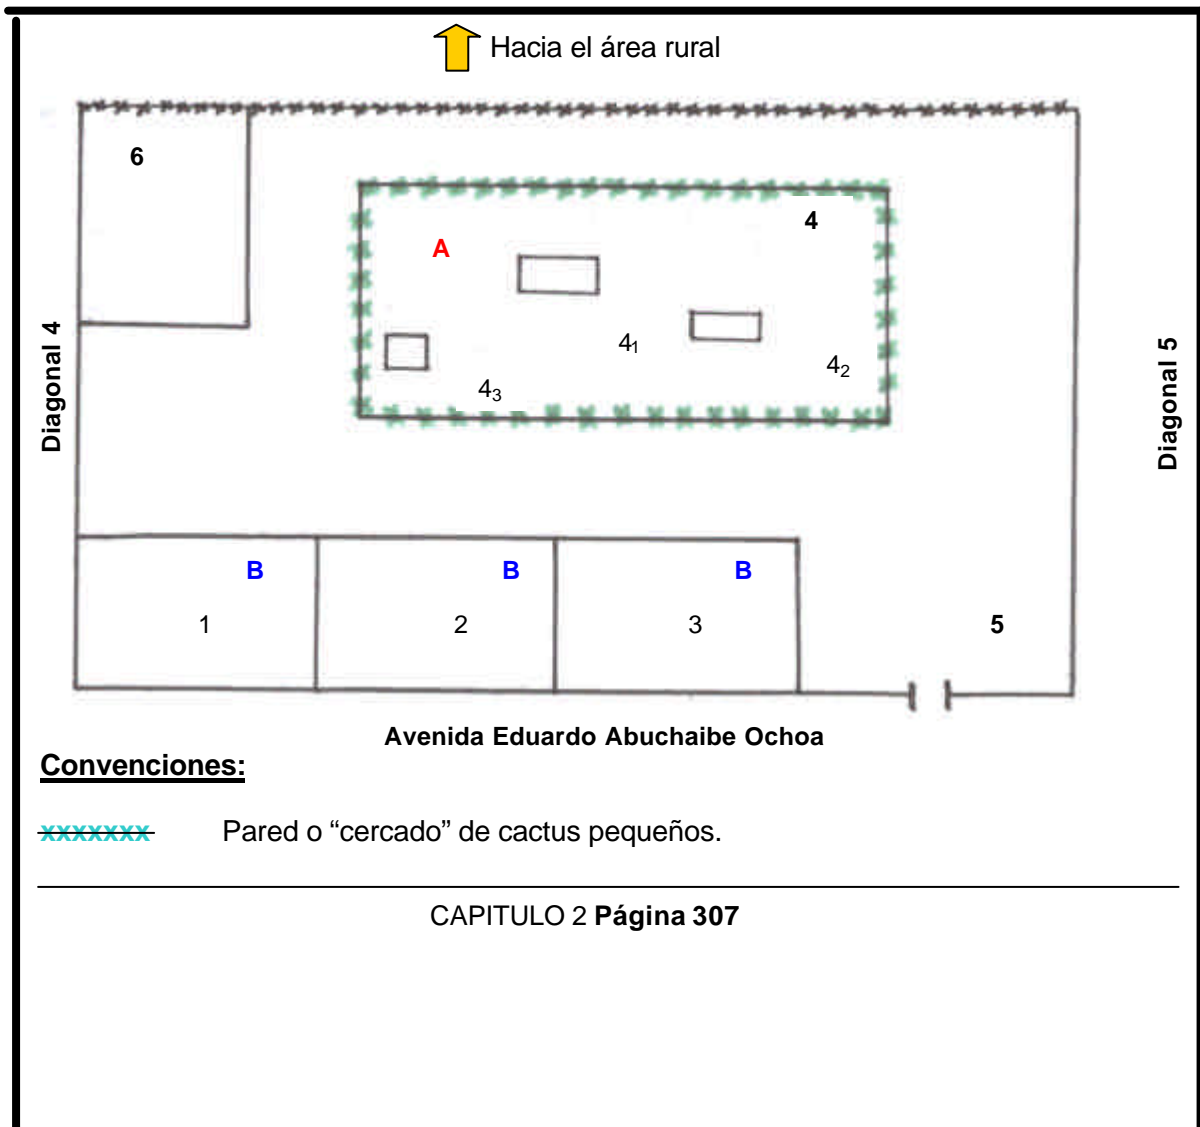 Hacia el área rural
6
4
A
Diagonal 4
Diagonal 5
4₁
4₂
4₃
B B B
1 2 3 5
Avenida Eduardo Abuchaibe Ochoa
Convenciones:
xxxxxxx Pared o “cercado” de cactus pequeños.
CAPITULO 2 Página 307